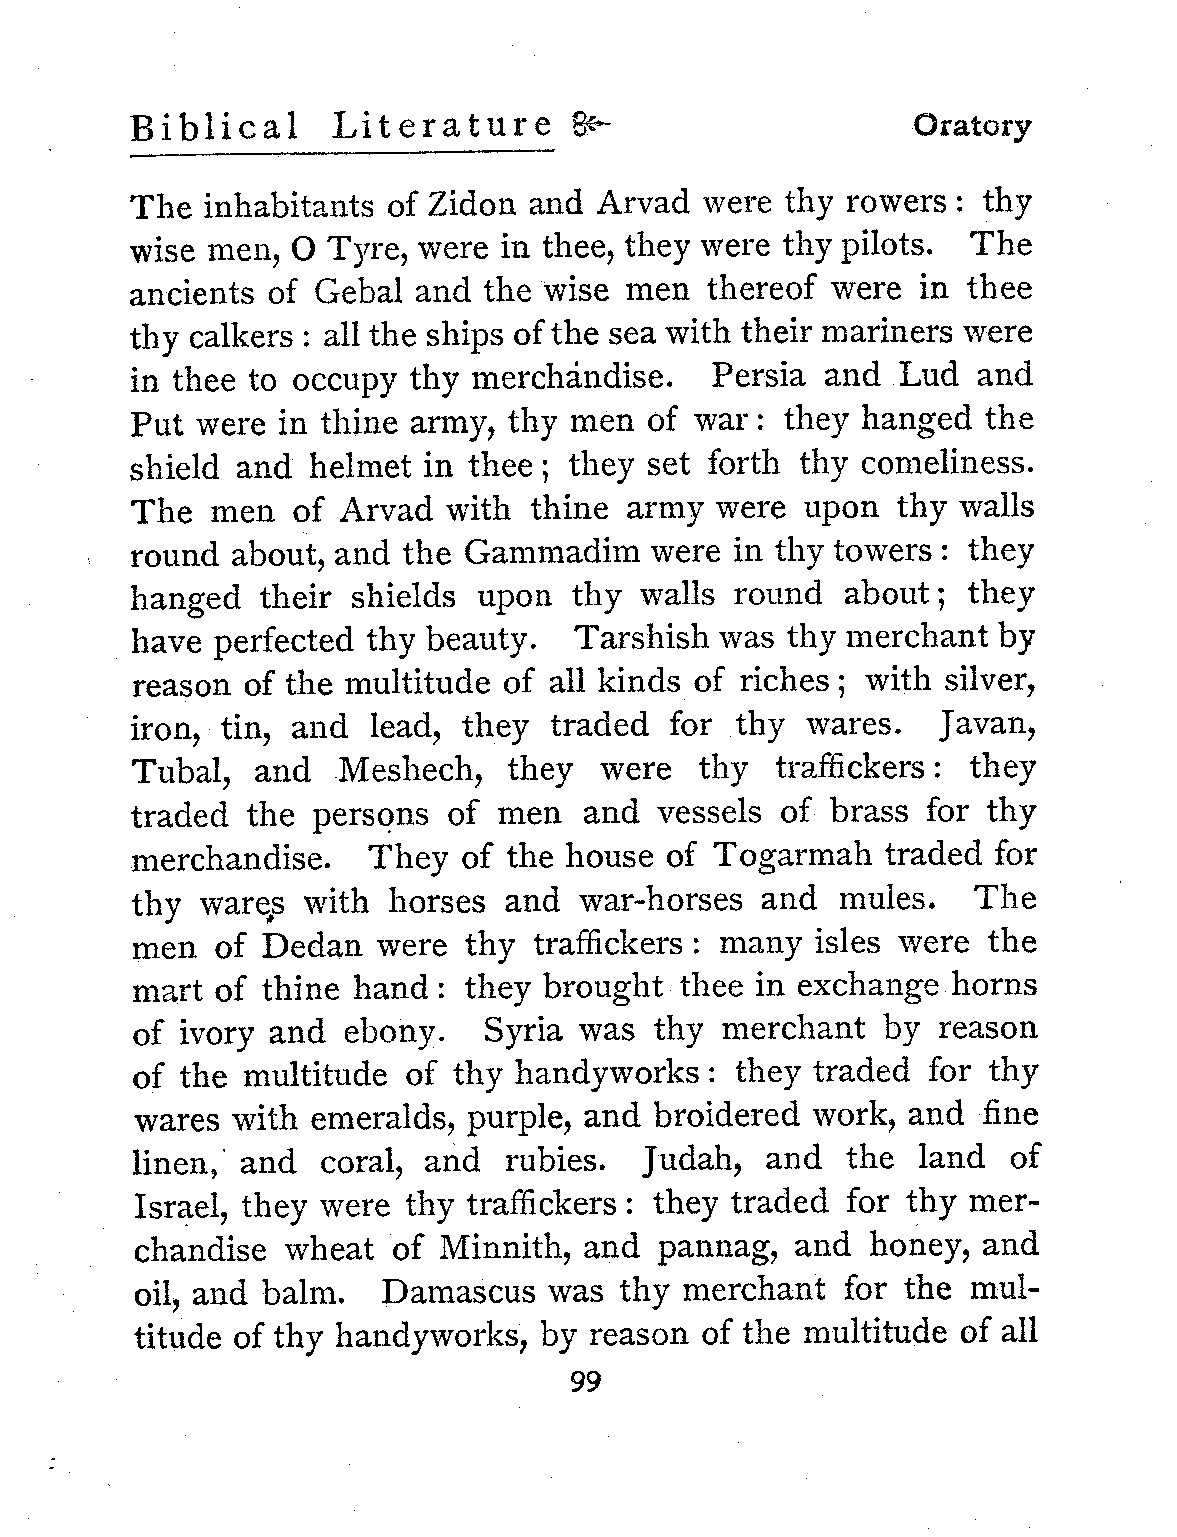 Biblical Literature Oratory
The inhabitants of Zidon and Arvad were thy rowers: thy
wise men, O Tyre, were in thee, they were thy pilots. The
ancients of Gebal and the wise men thereof were in thee
thy calkers: all the ships of the sea with their mariners were
in thee to occupy thy merchandise. Persia and Lud and
Put were in thine army, thy men of war: they hanged the
shield and helmet in thee; they set forth thy comeliness.
The men of Arvad with thine army were upon thy walls
round about, and the Gammadim were in thy towers: they
hanged their shields upon thy walls round about; they
have perfected thy beauty. Tarshish was thy merchant by
reason of the multitude of all kinds of riches; with silver,
iron, tin, and lead, they traded for thy wares. Javan,
Tubal, and Meshech, they were thy traffickers: they
traded the persons of men and vessels of brass for thy
merchandise. They of the house of Togarmah traded for
thy wares with horses and war-horses and mules. The
men of Dedan were thy traffickers: many isles were the
mart of thine hand: they brought thee in exchange horns
of ivory and ebony. Syria was thy merchant by reason
of the multitude of thy handyworks: they traded for thy
wares with emeralds, purple, and broidered work, and fine
linen, and coral, and rubies. Judah, and the land of
Israel, they were thy traffickers: they traded for thy mer-
chandise wheat of Minnith, and pannag, and honey, and
oil, and balm. Damascus was thy merchant for the mul-
titude of thy handyworks, by reason of the multitude of all
99